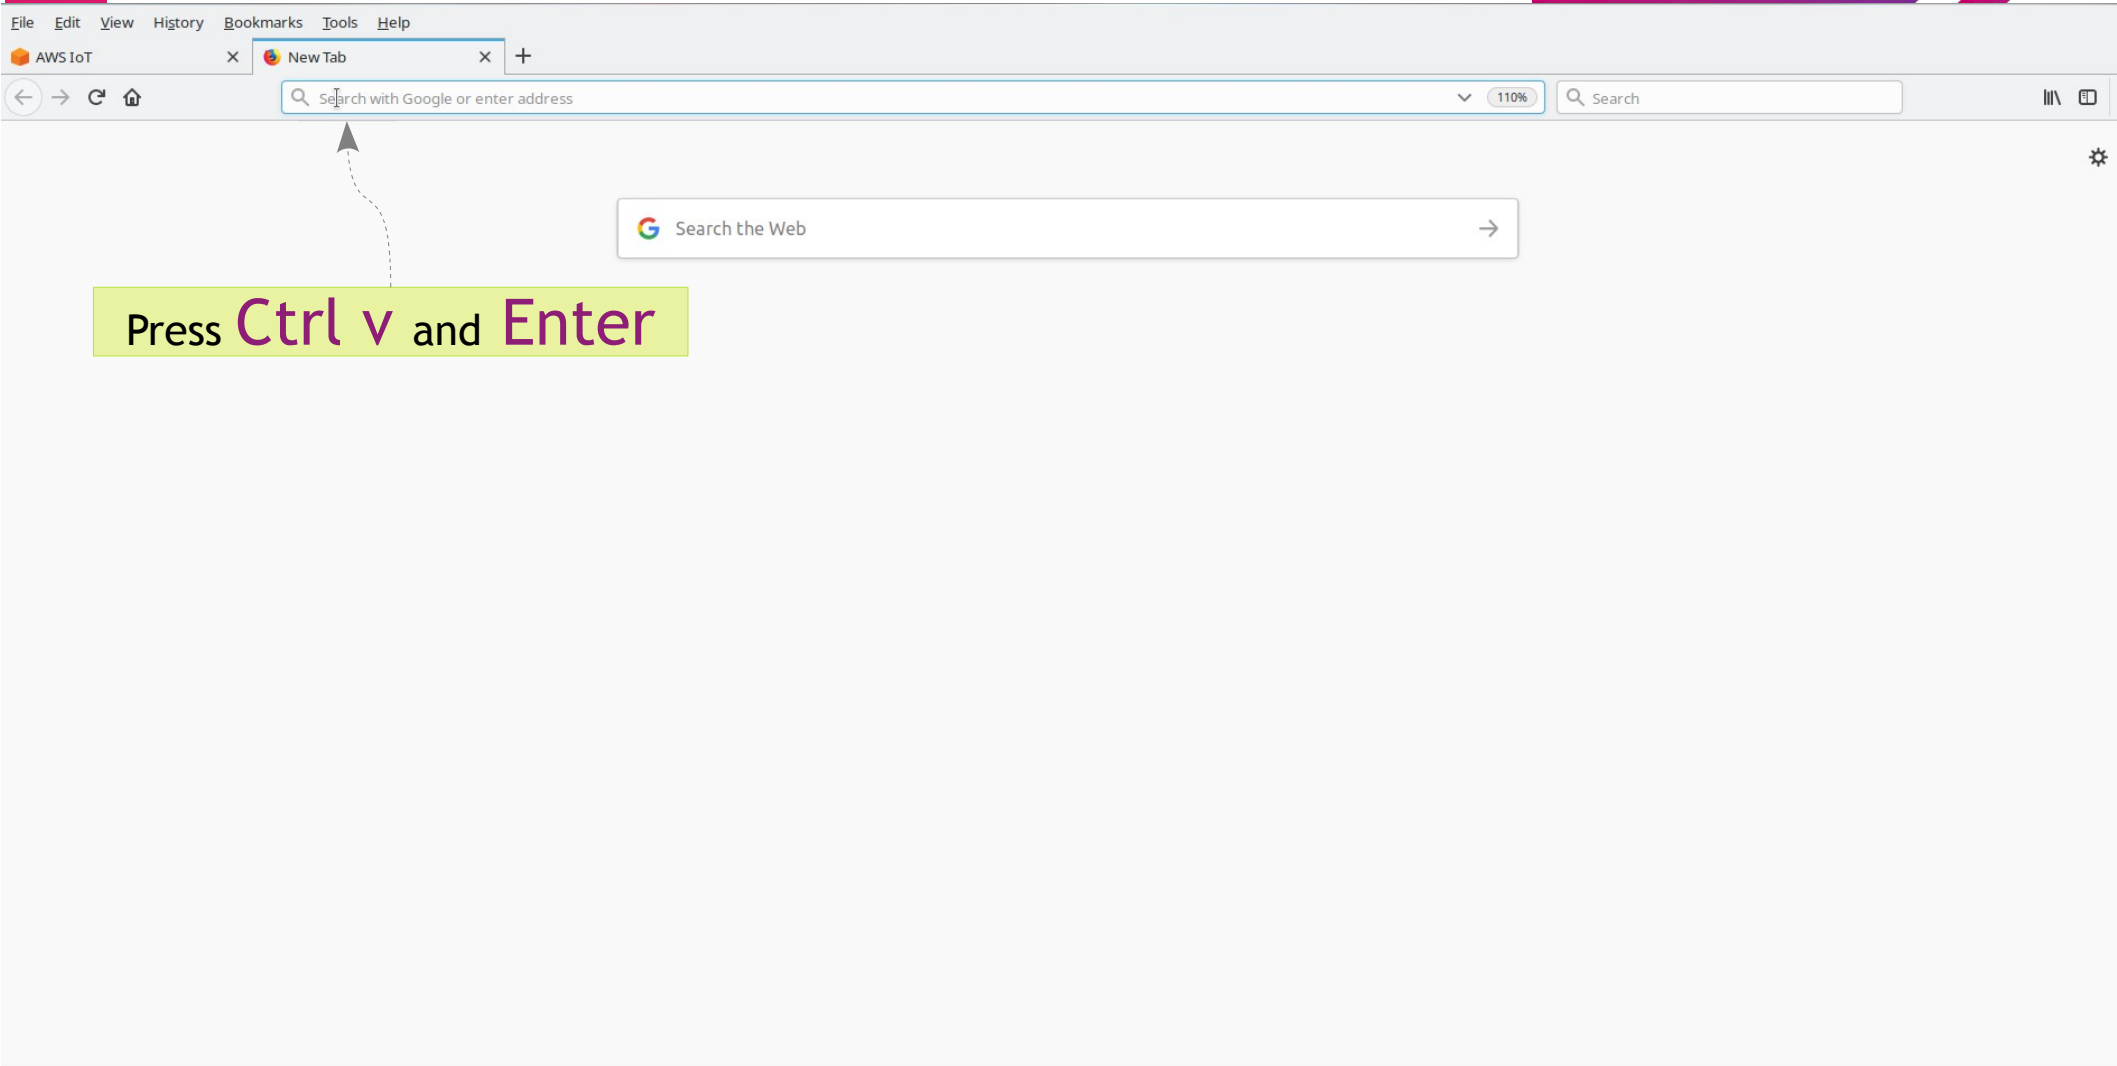 File Edit View History Bookmarks Tools Help
AWS IoT New Tab
Search with Google or enter address 110% Search
Search the Web
Press Ctrl v and Enter